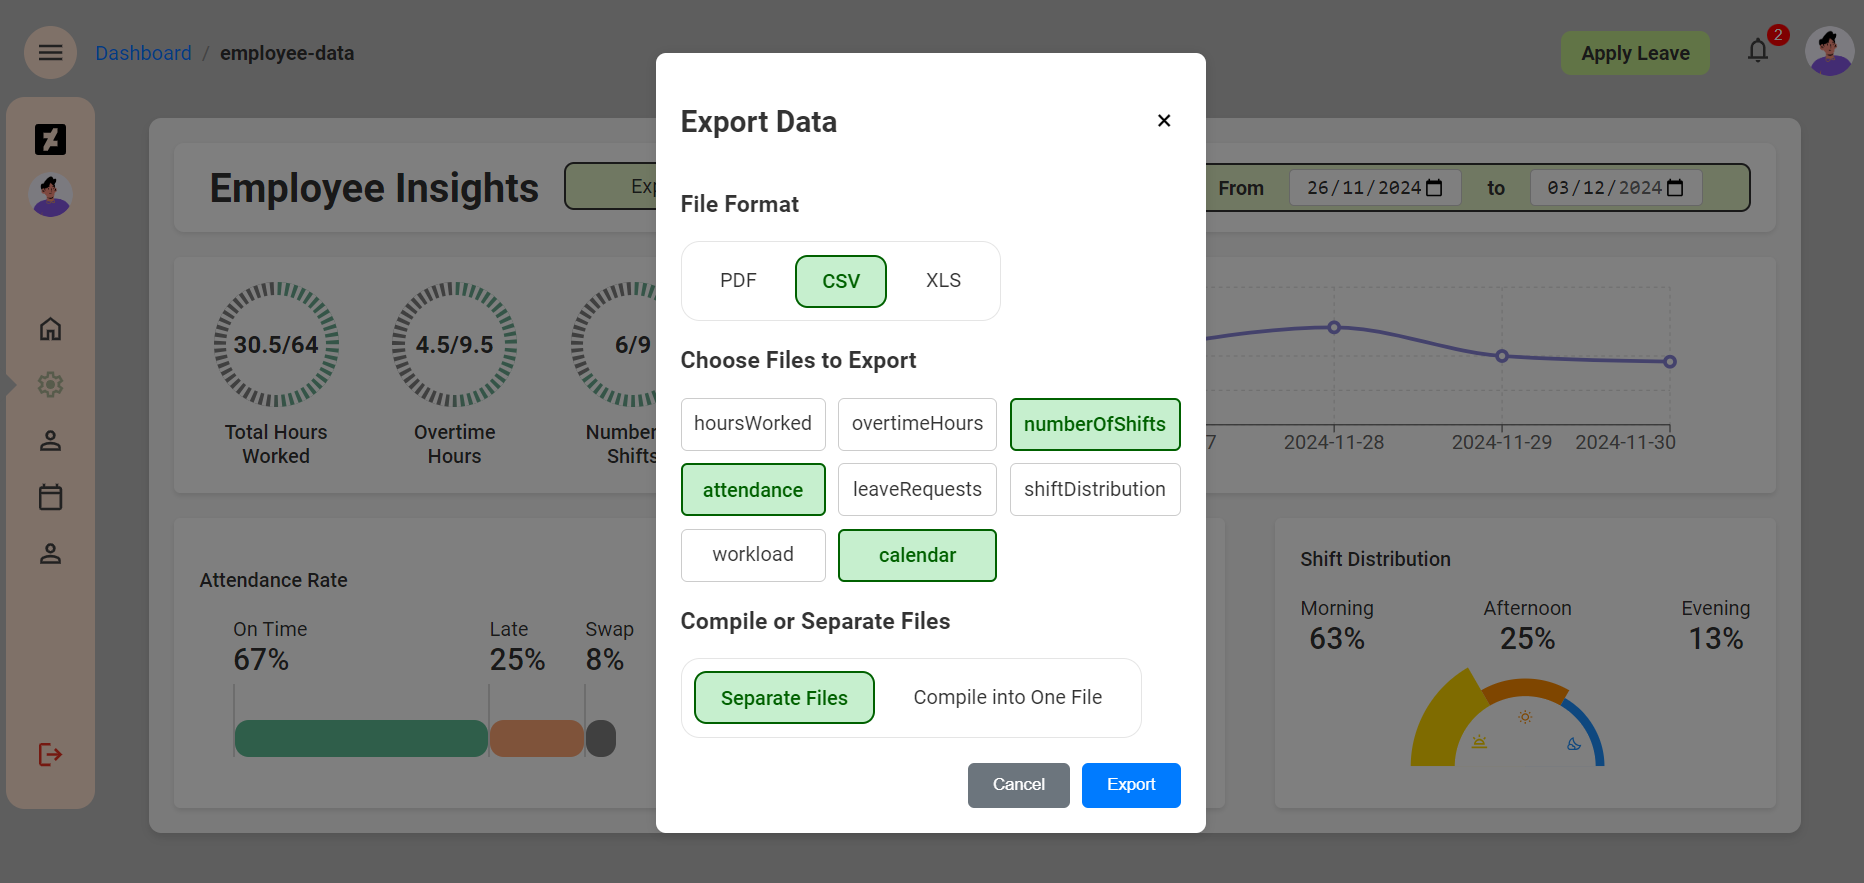 Dashboard / employee-data
Apply Leave
2
Export Data
×
Employee Insights
Exp
From 26/11/2024 to 03/12/2024
File Format
PDF CSV XLS
30.5/64
4.5/9.5
6/9
Choose Files to Export
hoursWorked overtimeHours numberOfShifts
Total Hours
Worked
Overtime
Hours
Number
Shifts
7 2024-11-28 2024-11-29 2024-11-30
attendance leaveRequests shiftDistribution
workload calendar
Attendance Rate
On Time
67%
Late
25%
Swap
8%
Compile or Separate Files
Separate Files Compile into One File
Cancel Export
Shift Distribution
Morning
63%
Afternoon
25%
Evening
13%